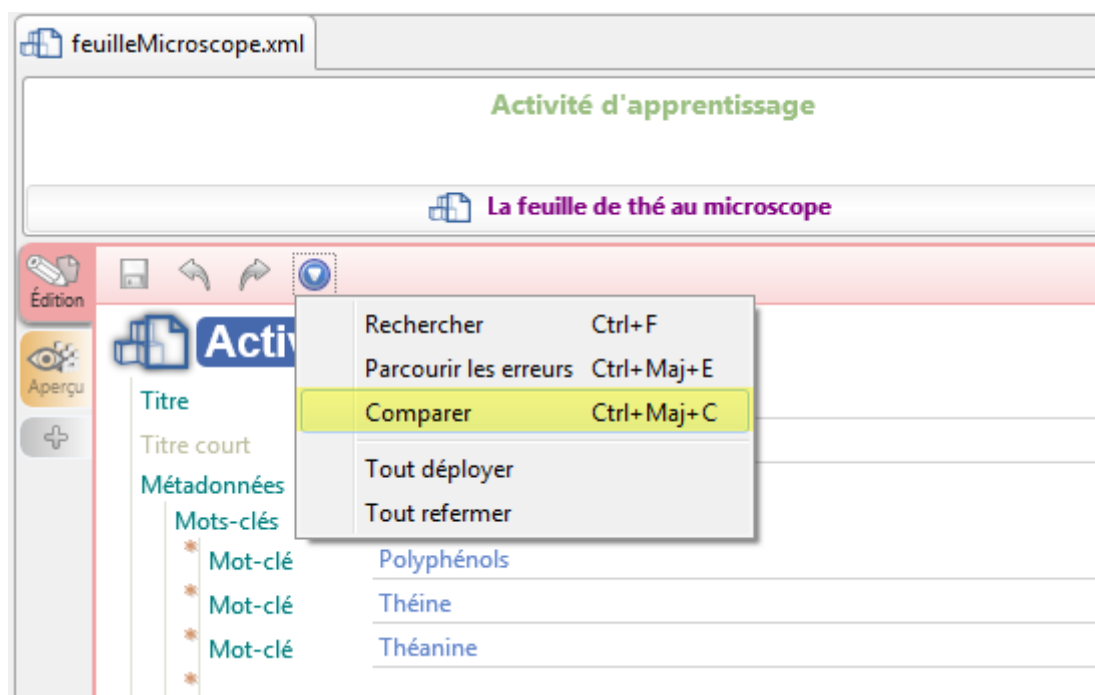 feuilleMicroscope.xml
Activité d'apprentissage
La feuille de thé au microscope
Édition
Aperçu
Acti
Rechercher Ctrl+F
Parcourir les erreurs Ctrl+Maj+E
Comparer Ctrl+Maj+C
Tout déployer
Tout refermer
Titre
Titre court
Métadonnées
Mots-clés
Mot-clé Polyphénols
Mot-clé Théine
Mot-clé Théanine